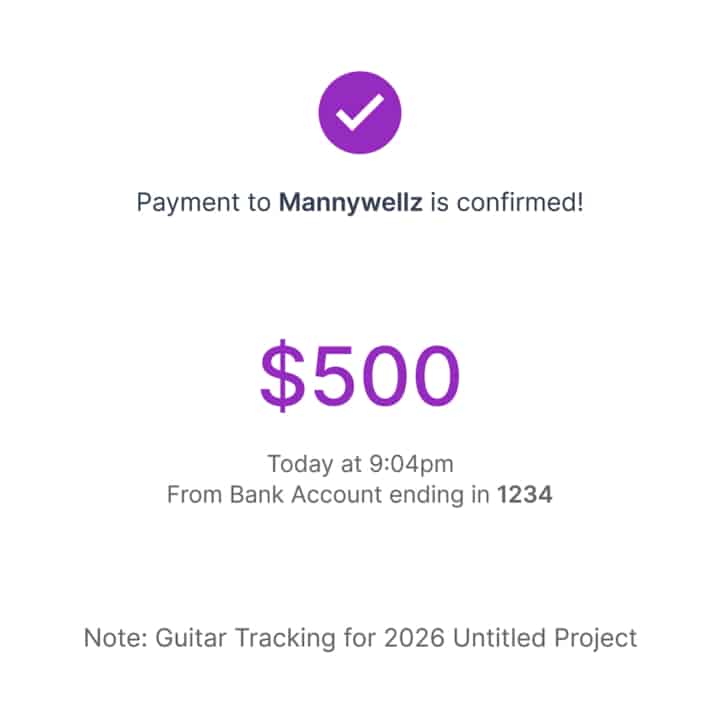 Payment to Mannywellz is confirmed!
$500
Today at 9:04pm
From Bank Account ending in 1234
Note: Guitar Tracking for 2026 Untitled Project